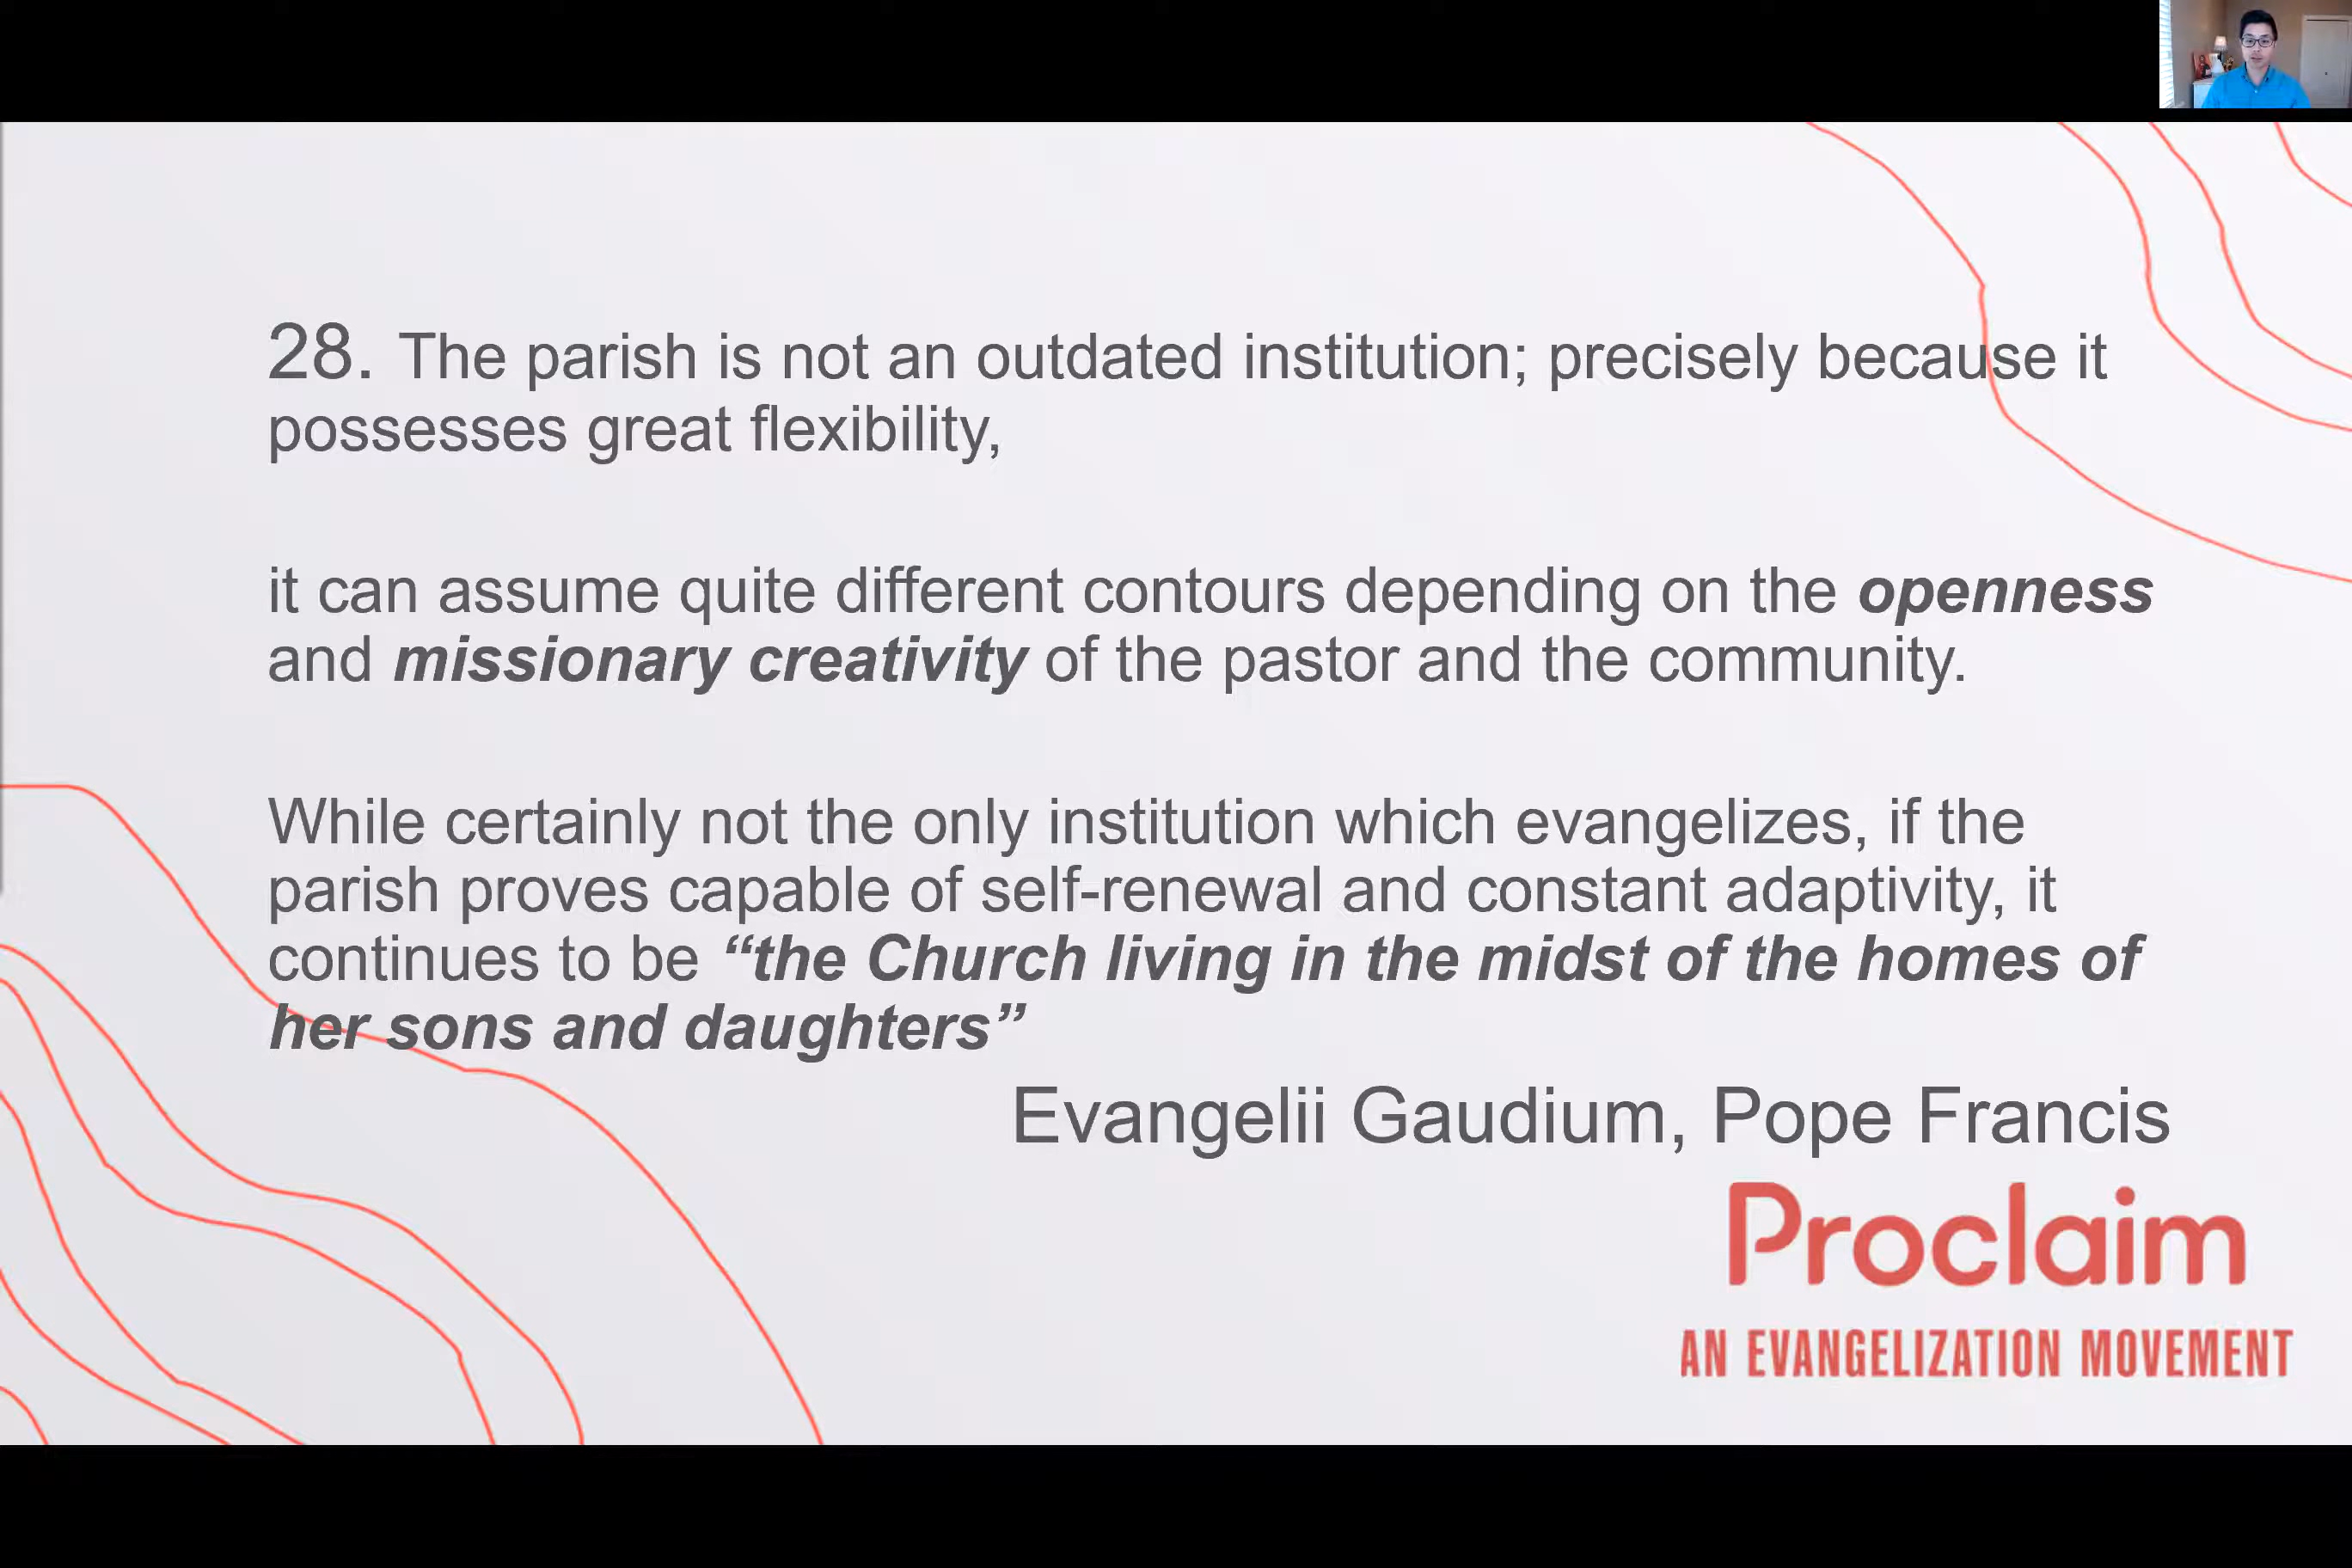 28. The parish is not an outdated institution; precisely because it
possesses great flexibility,
it can assume quite different contours depending on the openness
and missionary creativity of the pastor and the community.
While certainly not the only institution which evangelizes, if the
parish proves capable of self-renewal and constant adaptivity, it
continues to be “the Church living in the midst of the homes of
her sons and daughters”
Evangelii Gaudium, Pope Francis
Proclaim
AN EVANGELIZATION MOVEMENT